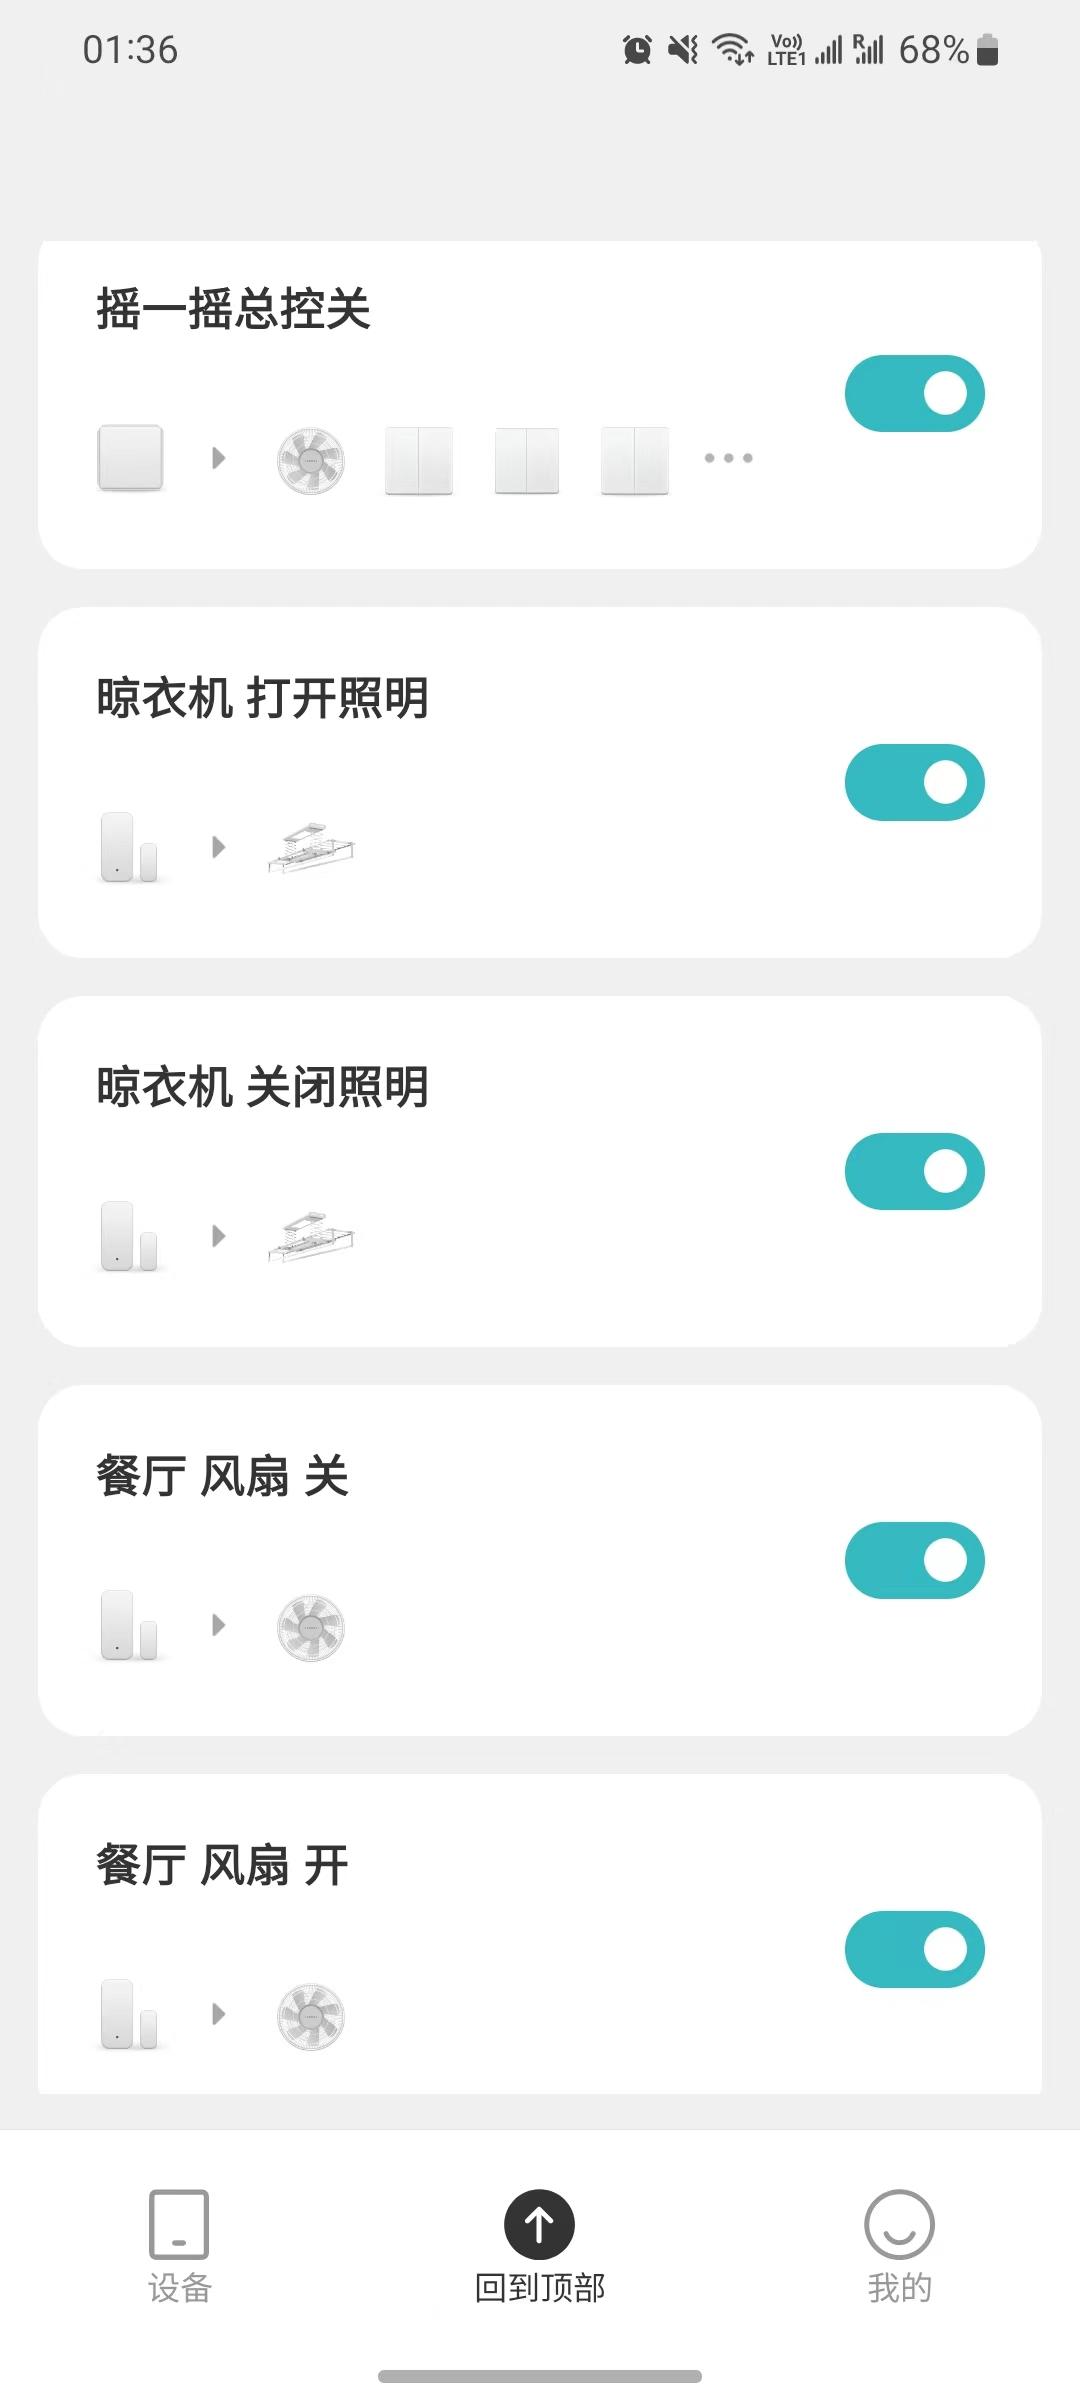 01:36
Vo)) LTE1 R 68%
摇一摇总控关
晾衣机 打开照明
晾衣机 关闭照明
餐厅 风扇 关
餐厅 风扇 开
设备
回到顶部
我的